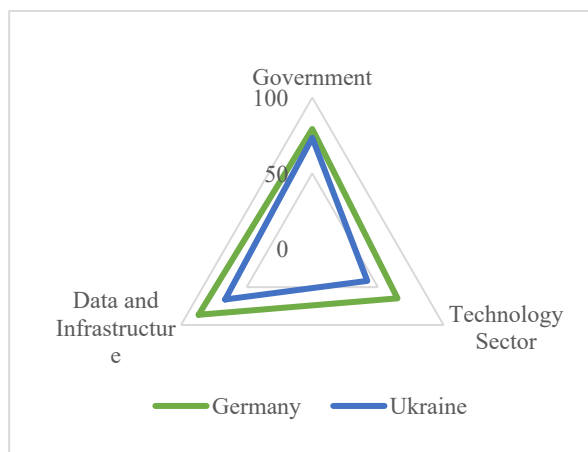 Government
100
50
0
Data and
Infrastructur
e
Technology
Sector
Germany
Ukraine